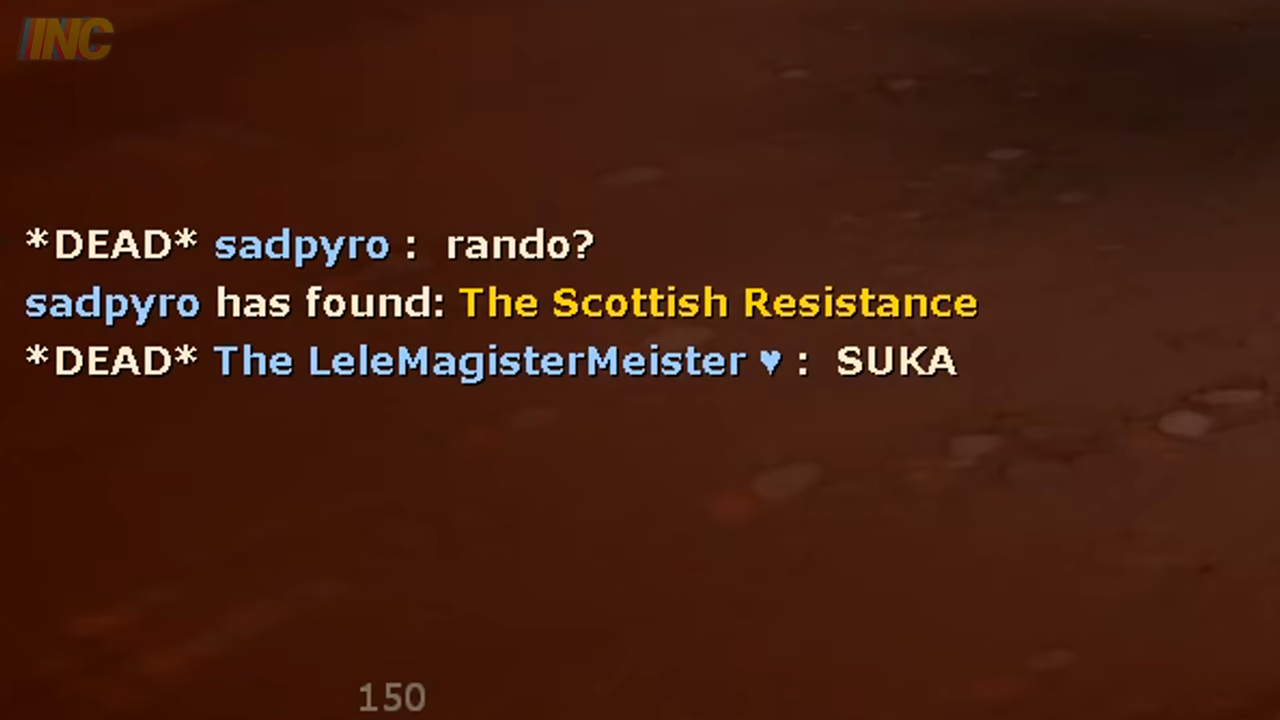 INC
*DEAD* sadpyro :  rando?
sadpyro has found: The Scottish Resistance
*DEAD* The LeleMagisterMeister ♥ :  SUKA
150